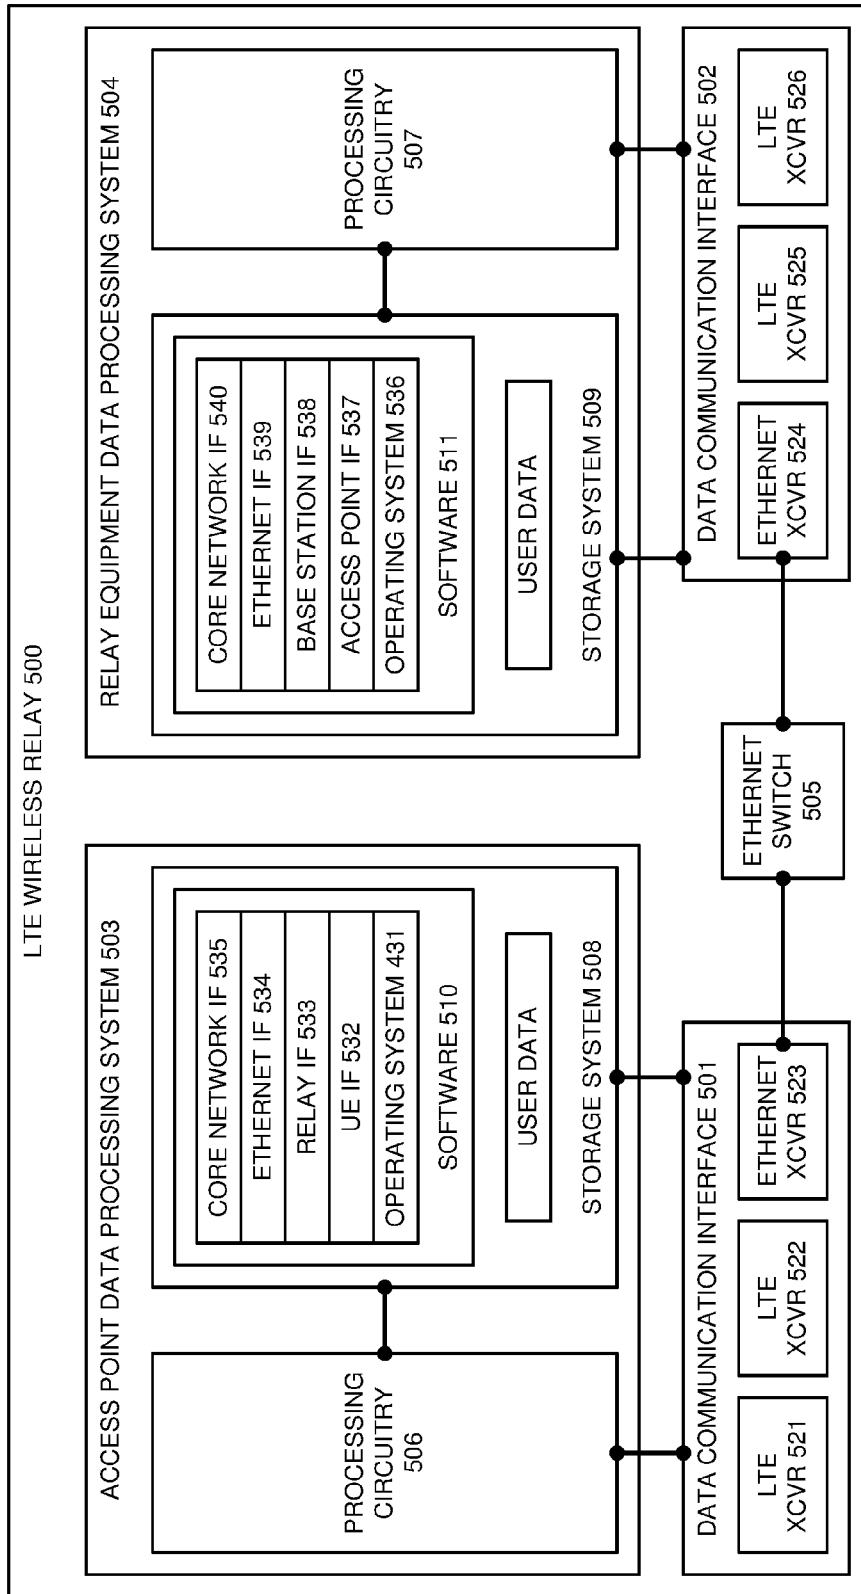 LTE WIRELESS RELAY 500
ACCESS POINT DATA PROCESSING SYSTEM 503
PROCESSING
CIRCUITRY
506
CORE NETWORK IF 535
ETHERNET IF 534
RELAY IF 533
UE IF 532
OPERATING SYSTEM 431
SOFTWARE 510
USER DATA
STORAGE SYSTEM 508
DATA COMMUNICATION INTERFACE 501
LTE
XCVR 521
LTE
XCVR 522
ETHERNET
XCVR 523
ETHERNET
SWITCH
505
RELAY EQUIPMENT DATA PROCESSING SYSTEM 504
CORE NETWORK IF 540
ETHERNET IF 539
BASE STATION IF 538
ACCESS POINT IF 537
OPERATING SYSTEM 536
SOFTWARE 511
USER DATA
STORAGE SYSTEM 509
PROCESSING
CIRCUITRY
507
DATA COMMUNICATION INTERFACE 502
ETHERNET
XCVR 524
LTE
XCVR 525
LTE
XCVR 526